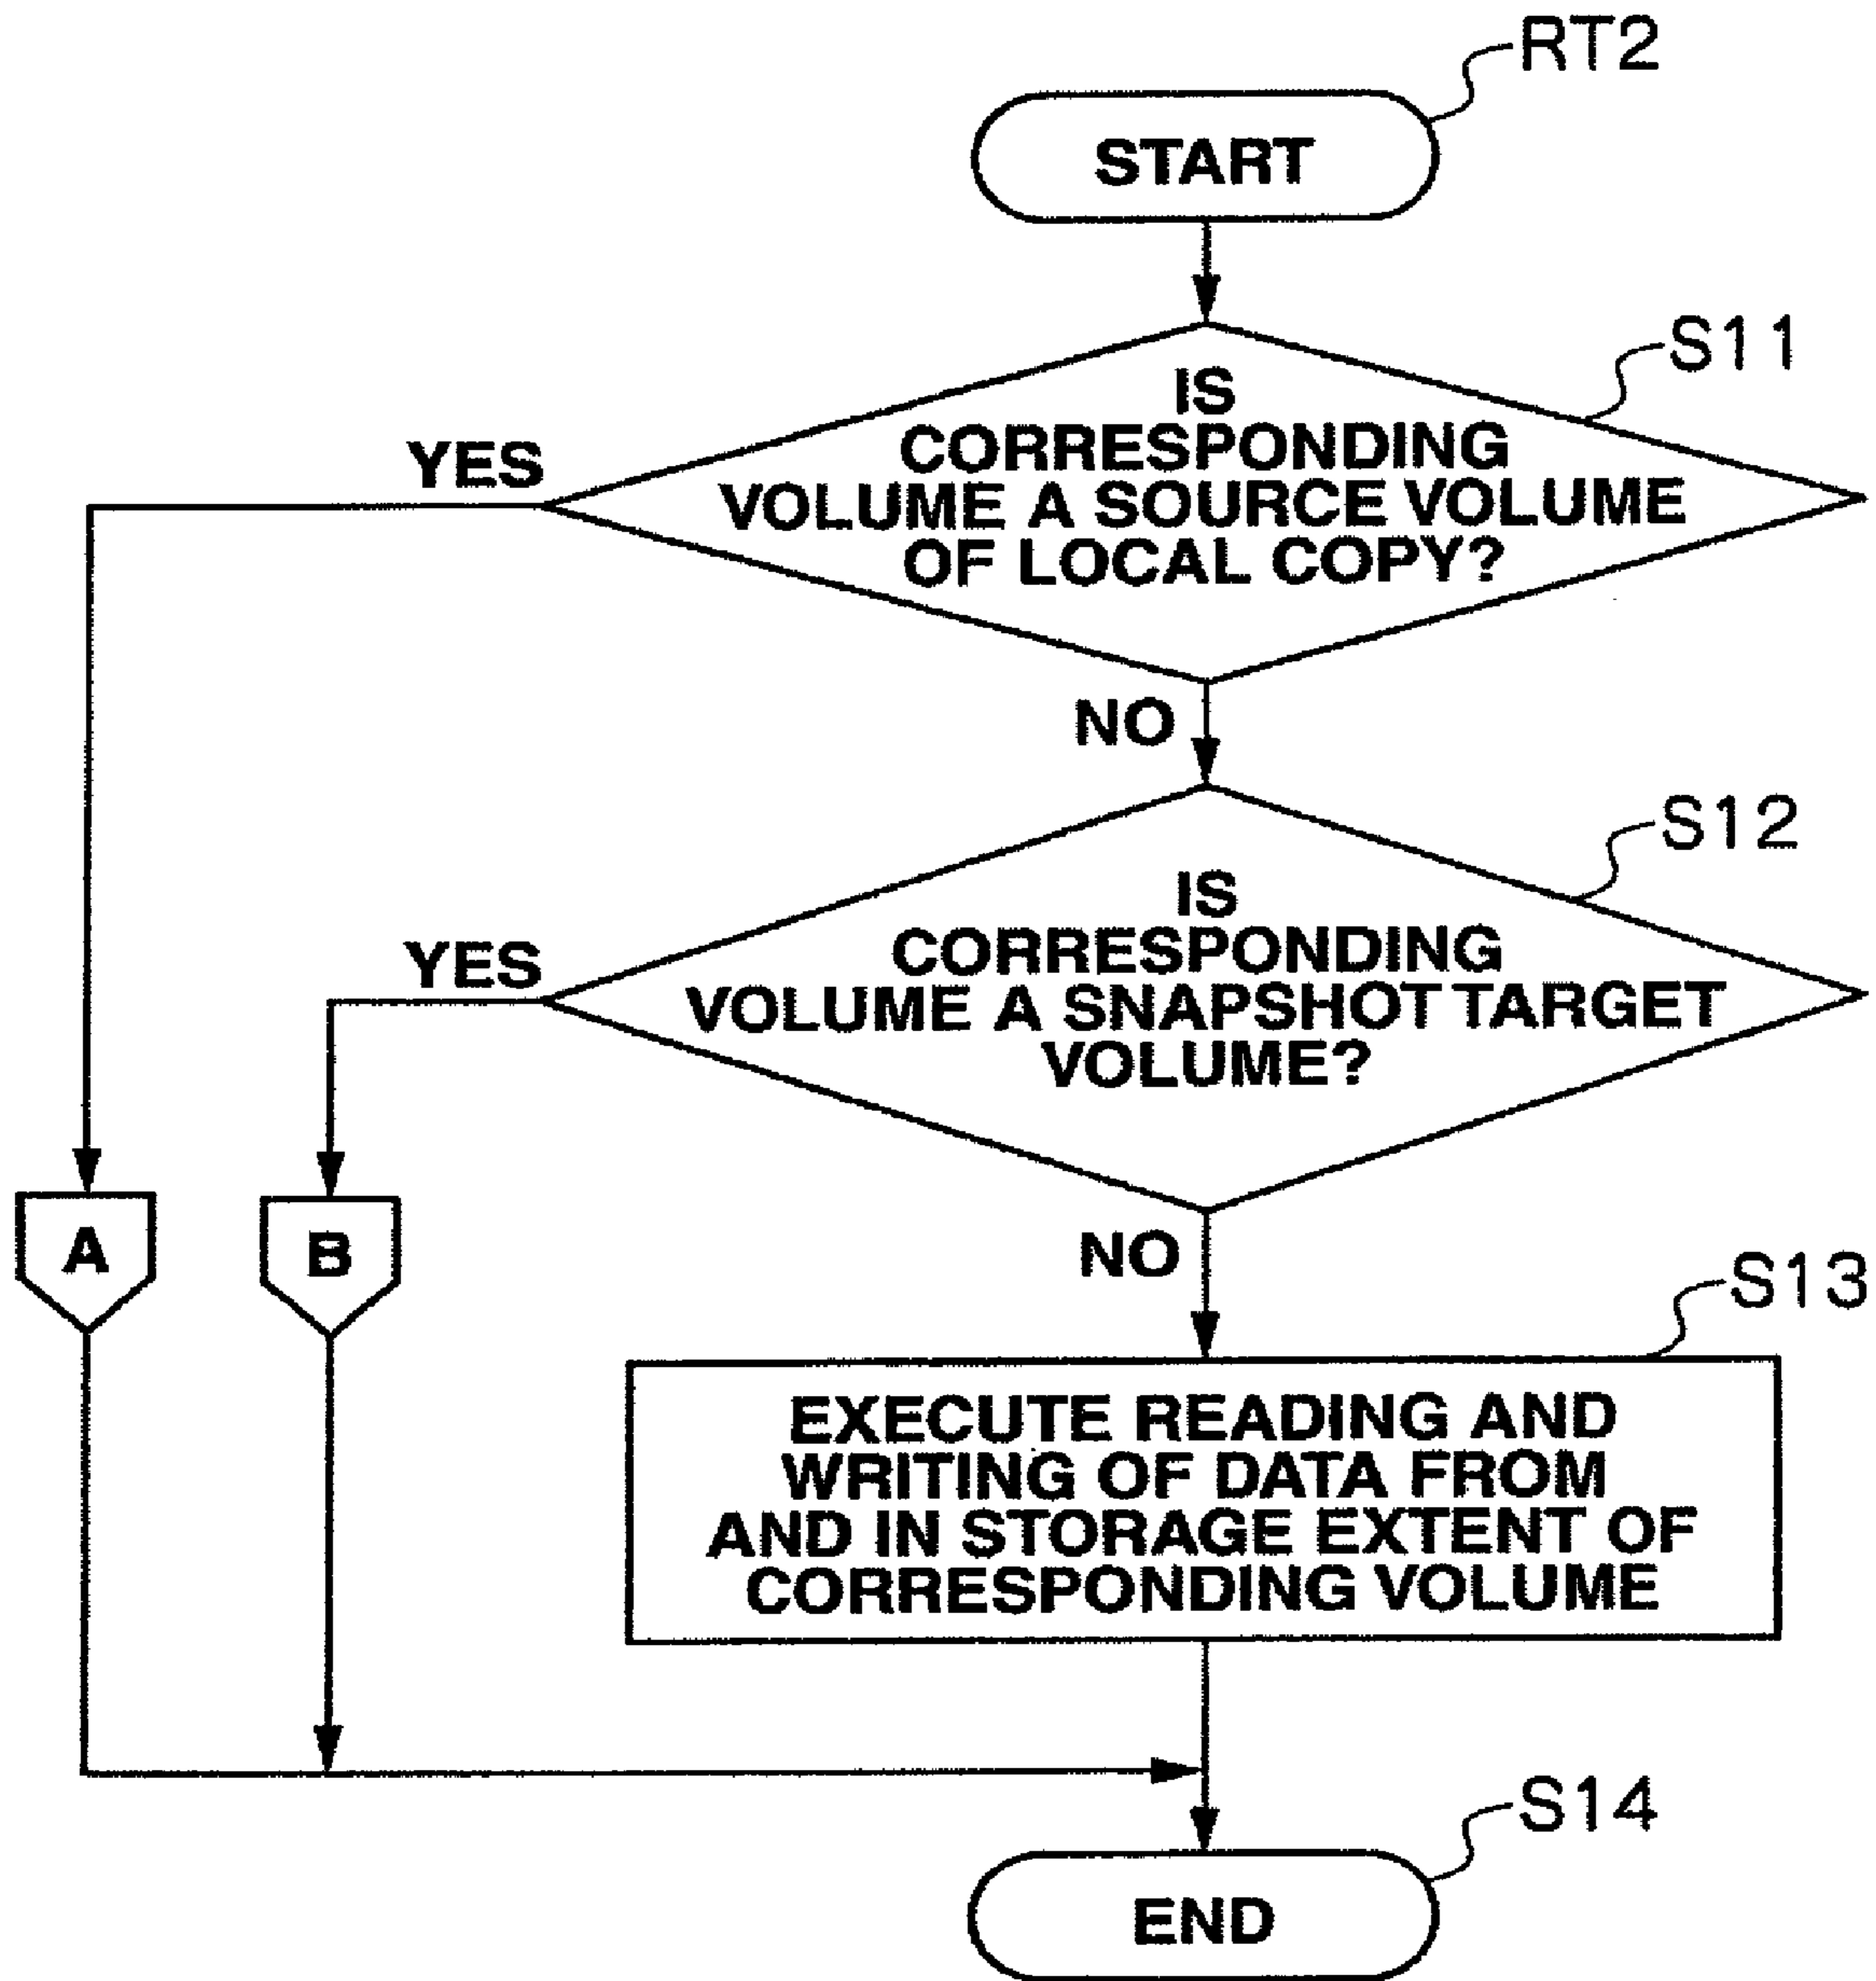 RT2
START
S11
IS
CORRESPONDING
VOLUME A SOURCE VOLUME
OF LOCAL COPY?
YES
NO
S12
IS
CORRESPONDING
VOLUME A SNAPSHOT TARGET
VOLUME?
YES
NO
A
B
S13
EXECUTE READING AND
WRITING OF DATA FROM
AND IN STORAGE EXTENT OF
CORRESPONDING VOLUME
S14
END